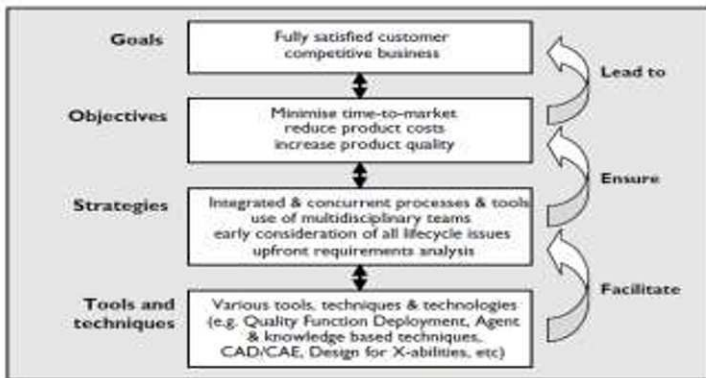 Goals
Fully satisfied customer
competitive business
Lead to
Objectives
Minimise time-to-market
reduce product costs
increase product quality
Ensure
Strategies
Integrated & concurrent processes & tools
use of multidisciplinary teams
early consideration of all lifecycle issues
upfront requirements analysis
Facilitate
Tools and
techniques
Various tools, techniques & technologies
(e.g. Quality Function Deployment, Agent
& knowledge based techniques,
CAD/CAE, Design for X-abilities, etc)